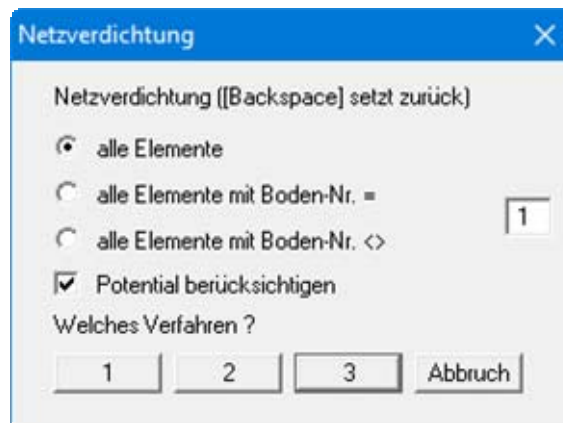 Netzverdichtung
Netzverdichtung ([Backspace] setzt zurück)
alle Elemente
alle Elemente mit Boden-Nr. =
1
alle Elemente mit Boden-Nr. <>
Potential berücksichtigen
Welches Verfahren ?
1 2 3 Abbruch